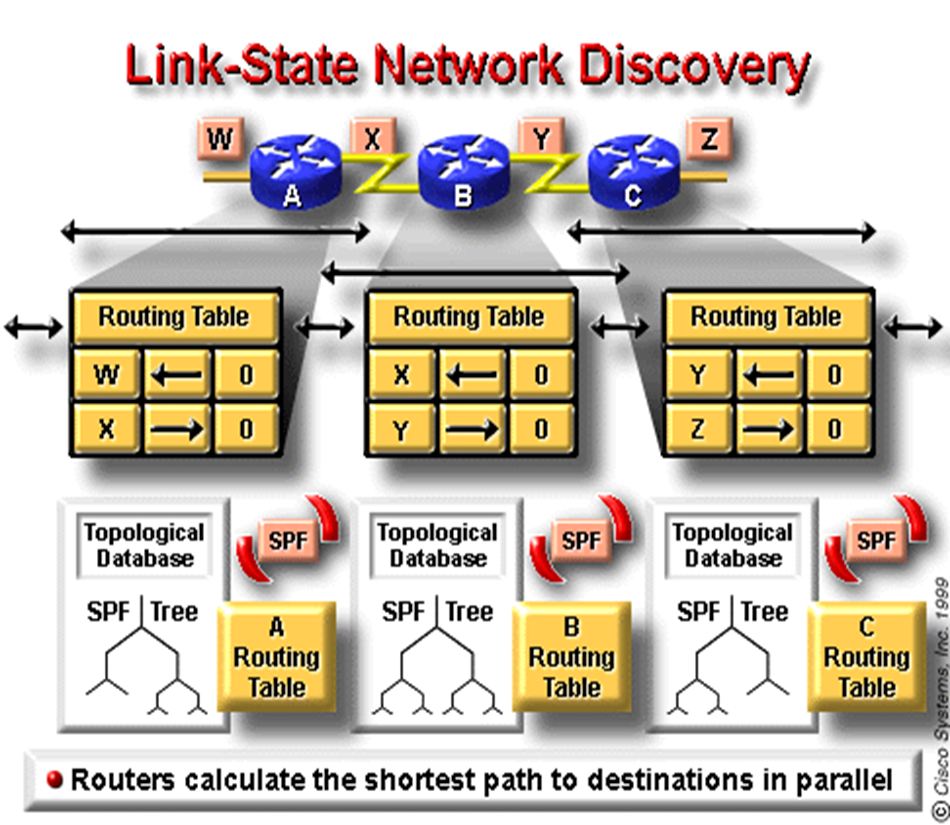 Link-State Network Discovery
W X Y Z
A B C
Routing Table Routing Table Routing Table
W 0 X 0 Y 0
X 0 Y 0 Z 0
Topological
Database
SPF
SPF Tree
A
Routing
Table
Topological
Database
SPF
SPF Tree
B
Routing
Table
Topological
Database
SPF
SPF Tree
C
Routing
Table
Routers calculate the shortest path to destinations in parallel
© Cisco Systems, Inc. 1999